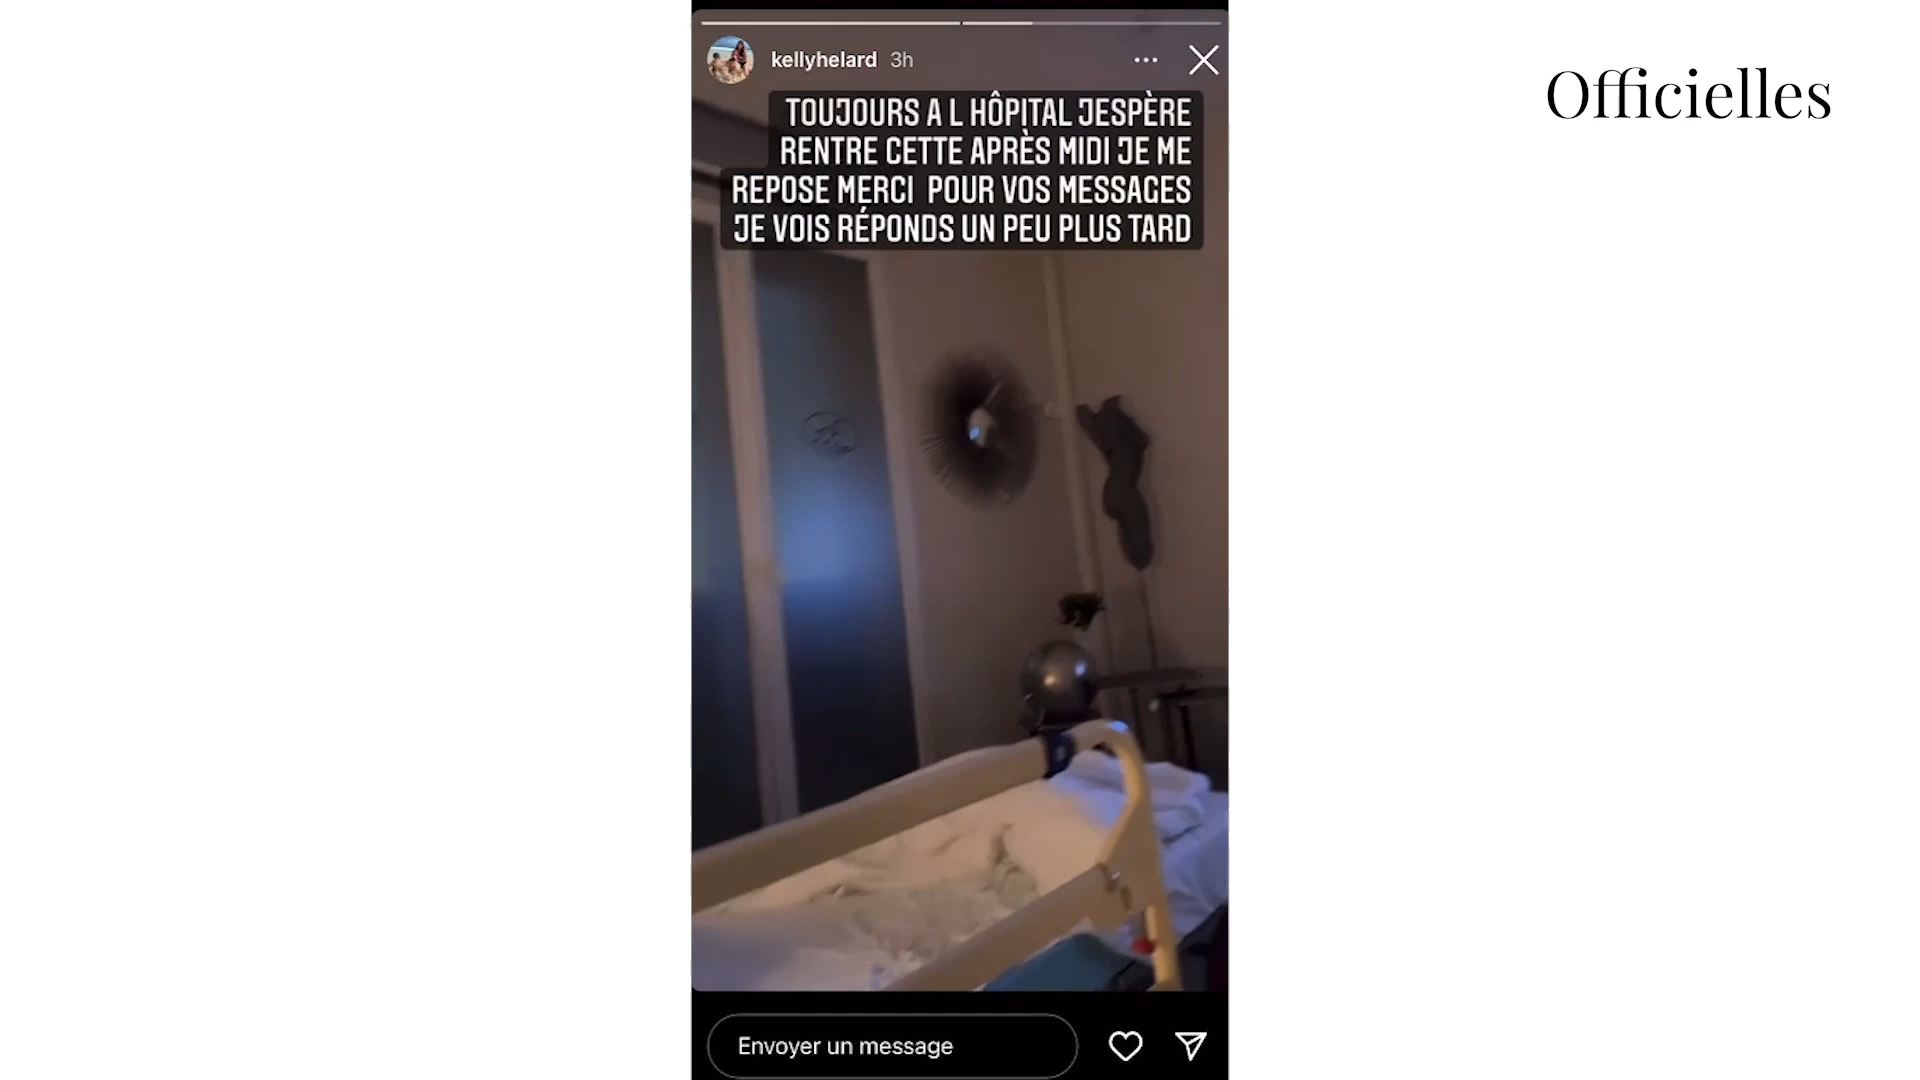 Officielles
kellyhelard 3h
TOUJOURS A L HÔPITAL JESPÈRE
RENTRE CETTE APRÈS MIDI JE ME
REPOSE MERCI POUR VOS MESSAGES
JE VOIS RÉPONDS UN PEU PLUS TARD
Envoyer un message